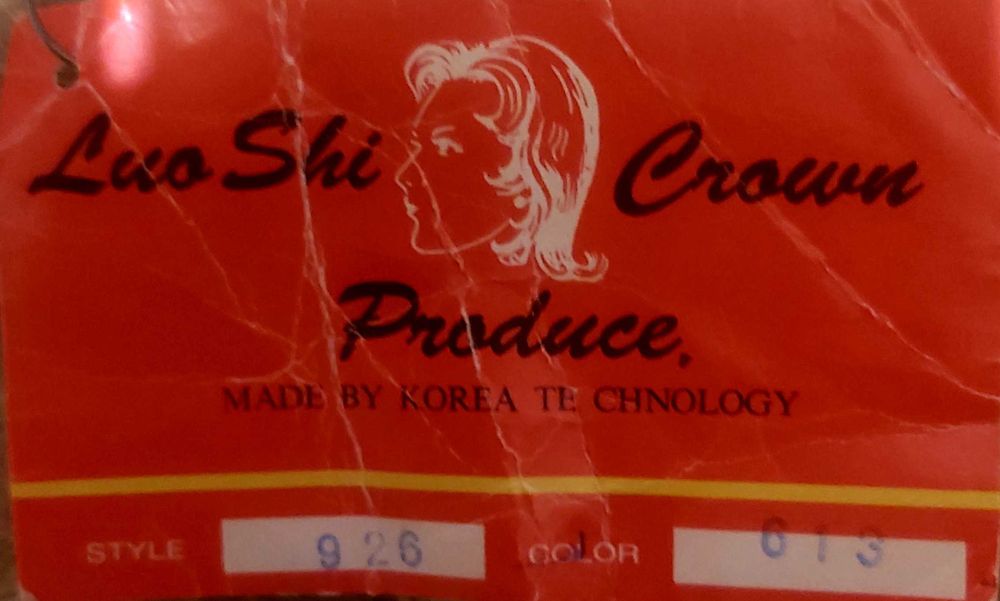 Luo Shi Crown
Produce.
MADE BY KOREA TE CHNOLOGY
STYLE 926 COLOR 613